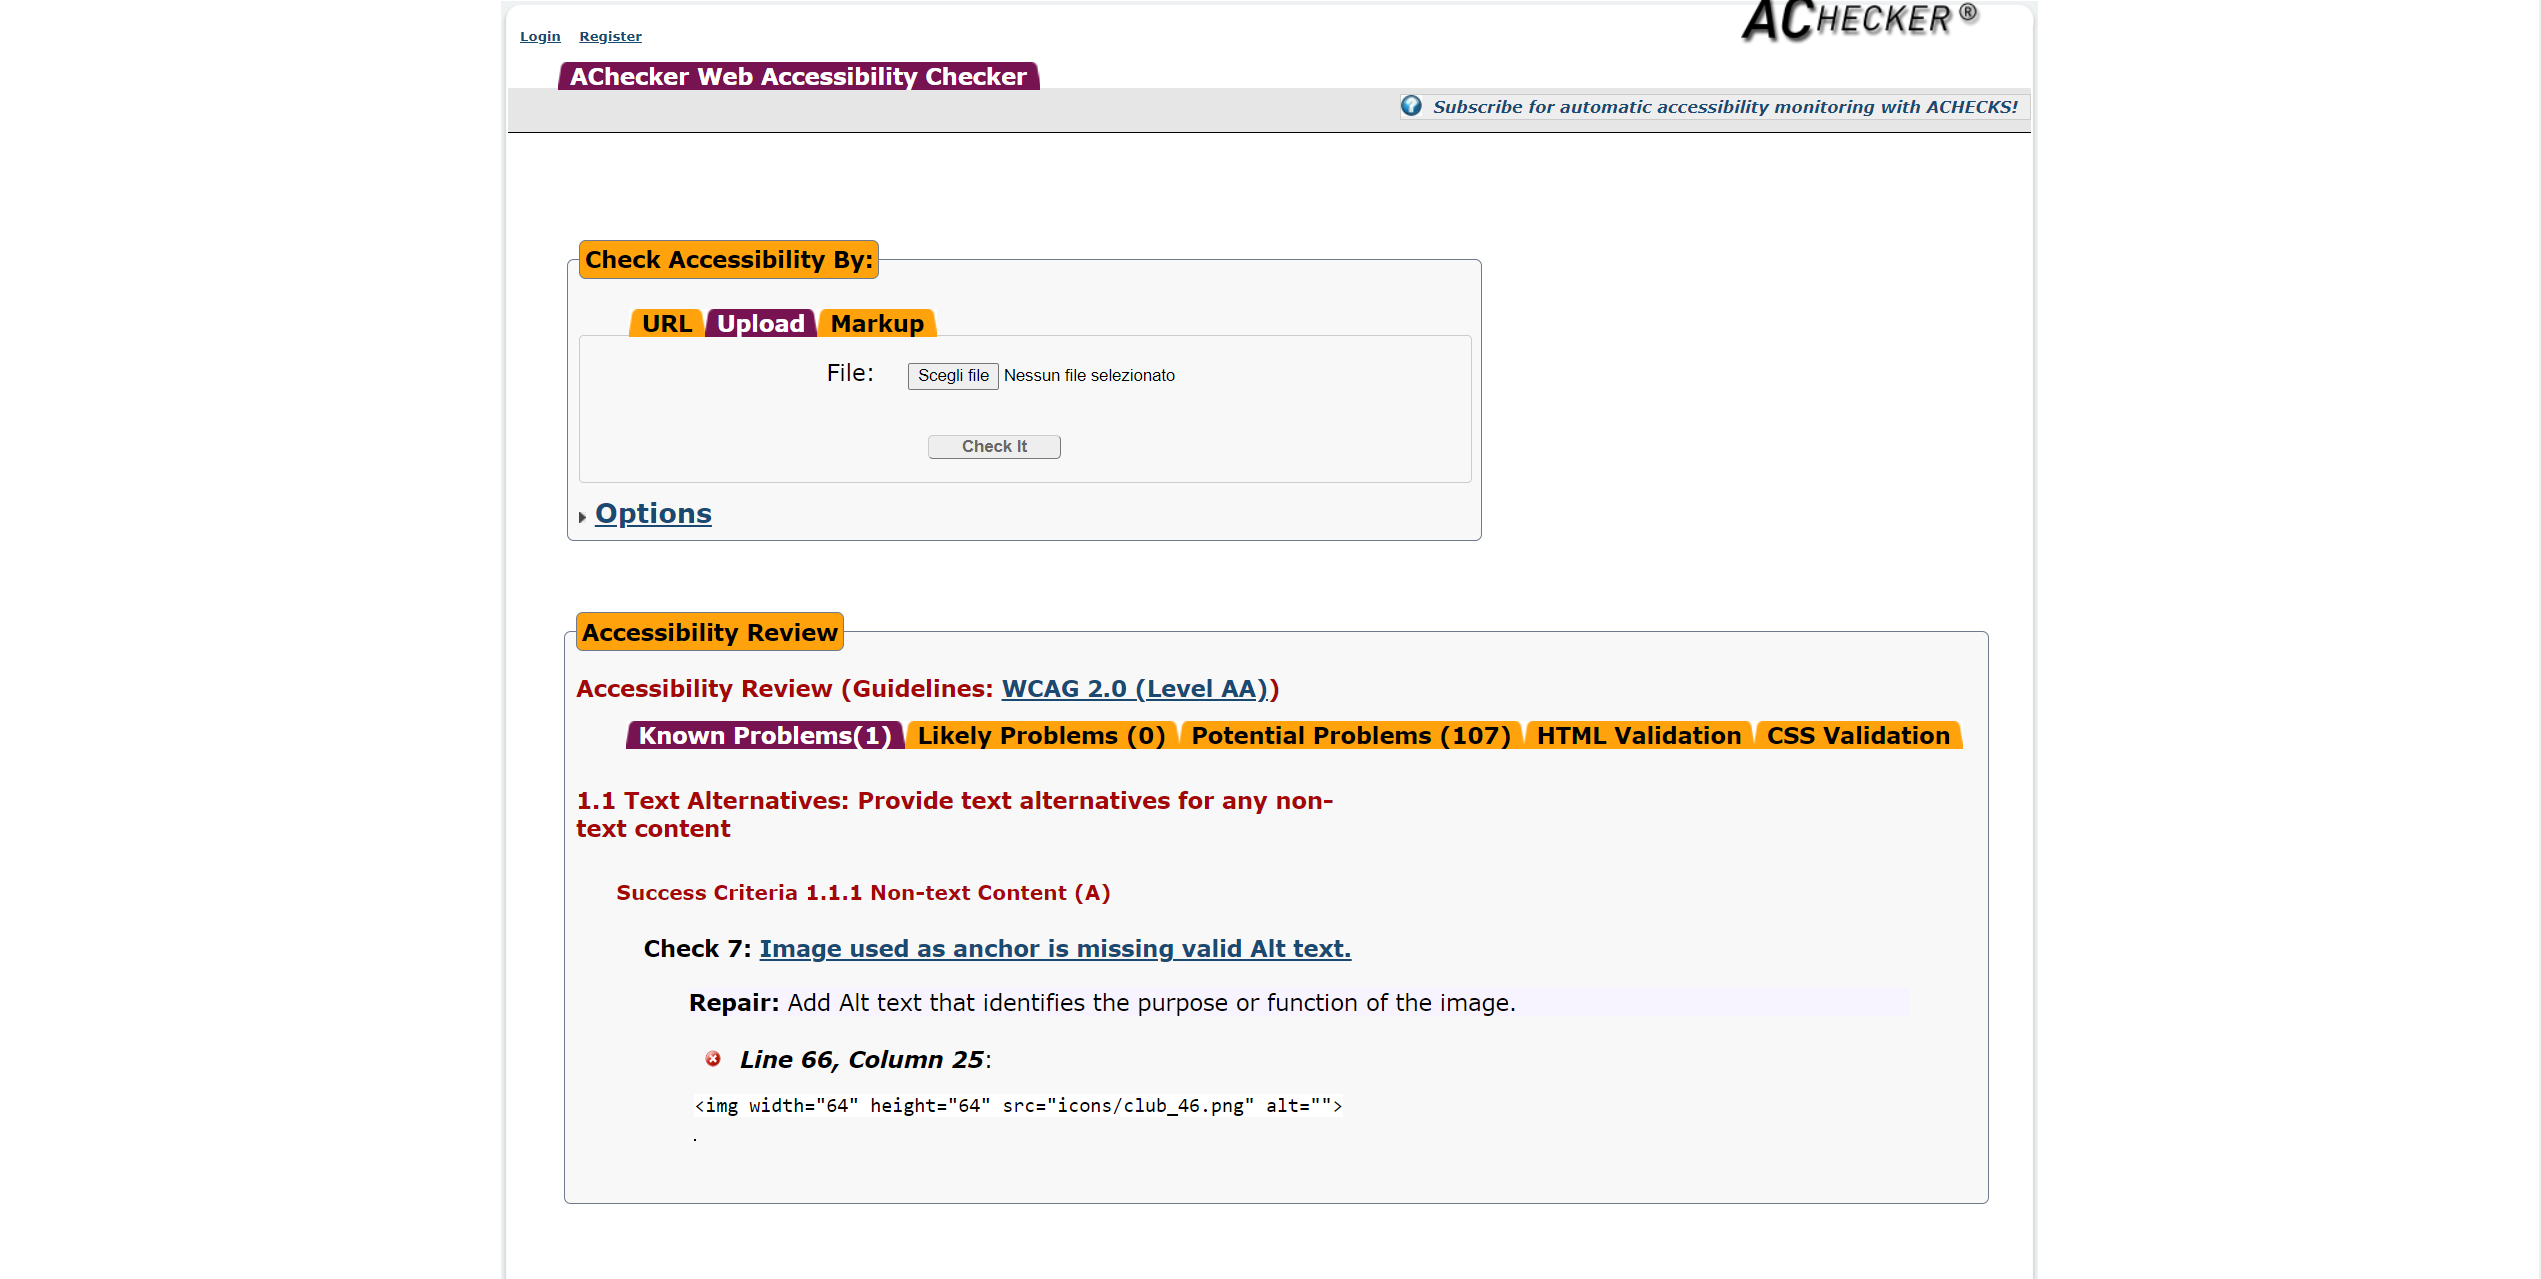 ACHECKER ®
Login Register
AChecker Web Accessibility Checker
Subscribe for automatic accessibility monitoring with ACHECKS!
Check Accessibility By:
URL Upload Markup
File: Scegli file Nessun file selezionato
Check It
Options
Accessibility Review
Accessibility Review (Guidelines: WCAG 2.0 (Level AA))
Known Problems(1) Likely Problems (0) Potential Problems (107) HTML Validation CSS Validation
1.1 Text Alternatives: Provide text alternatives for any non-
text content
Success Criteria 1.1.1 Non-text Content (A)
Check 7: Image used as anchor is missing valid Alt text.
Repair: Add Alt text that identifies the purpose or function of the image.
Line 66, Column 25:
<img width="64" height="64" src="icons/club_46.png" alt="">
.